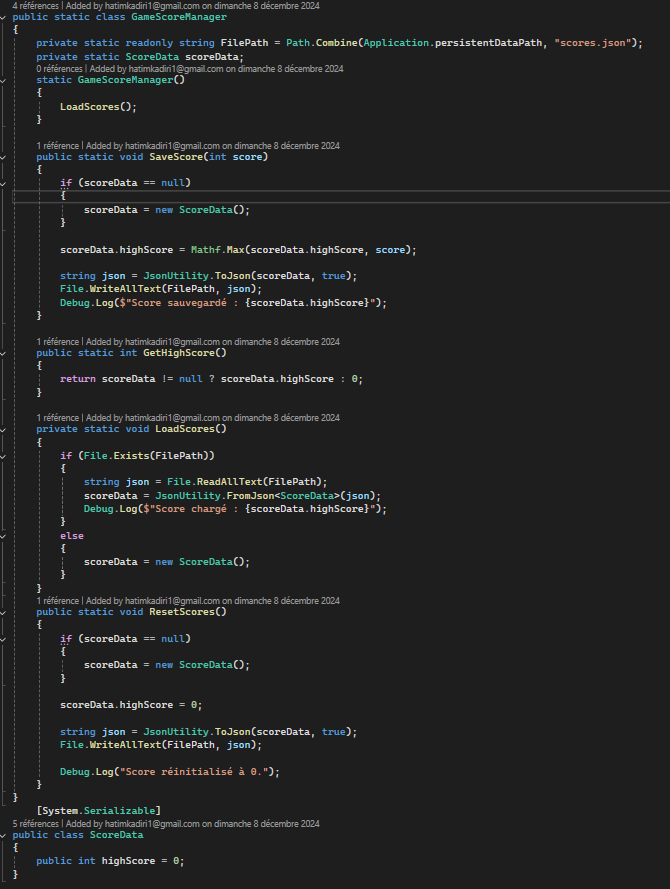 4 références | Added by hatimkadiri1@gmail.com on dimanche 8 décembre 2024
public static class GameScoreManager
{
    private static readonly string FilePath = Path.Combine(Application.persistentDataPath, "scores.json");
    private static ScoreData scoreData;
    0 références | Added by hatimkadiri1@gmail.com on dimanche 8 décembre 2024
    static GameScoreManager()
    {
        LoadScores();
    }

    1 référence | Added by hatimkadiri1@gmail.com on dimanche 8 décembre 2024
    public static void SaveScore(int score)
    {
        if (scoreData == null)
        {
            scoreData = new ScoreData();
        }

        scoreData.highScore = Mathf.Max(scoreData.highScore, score);

        string json = JsonUtility.ToJson(scoreData, true);
        File.WriteAllText(FilePath, json);
        Debug.Log($"Score sauvegardé : {scoreData.highScore}");
    }

    1 référence | Added by hatimkadiri1@gmail.com on dimanche 8 décembre 2024
    public static int GetHighScore()
    {
        return scoreData != null ? scoreData.highScore : 0;
    }

    1 référence | Added by hatimkadiri1@gmail.com on dimanche 8 décembre 2024
    private static void LoadScores()
    {
        if (File.Exists(FilePath))
        {
            string json = File.ReadAllText(FilePath);
            scoreData = JsonUtility.FromJson<ScoreData>(json);
            Debug.Log($"Score chargé : {scoreData.highScore}");
        }
        else
        {
            scoreData = new ScoreData();
        }
    }
    1 référence | Added by hatimkadiri1@gmail.com on dimanche 8 décembre 2024
    public static void ResetScores()
    {
        if (scoreData == null)
        {
            scoreData = new ScoreData();
        }

        scoreData.highScore = 0;

        string json = JsonUtility.ToJson(scoreData, true);
        File.WriteAllText(FilePath, json);

        Debug.Log("Score réinitialisé à 0.");
    }
}
    [System.Serializable]
5 références | Added by hatimkadiri1@gmail.com on dimanche 8 décembre 2024
public class ScoreData
{
    public int highScore = 0;
}